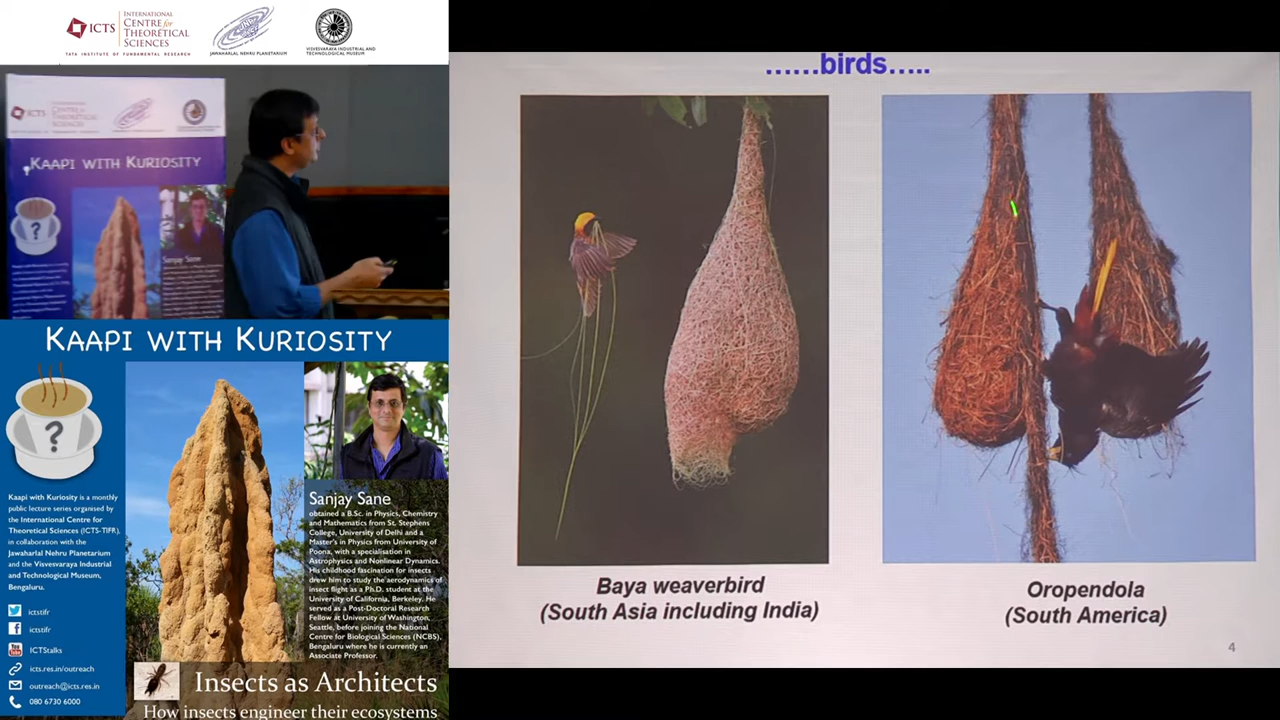 ICTS
INTERNATIONAL
CENTRE for
THEORETICAL
SCIENCES
TATA INSTITUTE OF FUNDAMENTAL RESEARCH
JAWAHARLAL NEHRU PLANETARIUM
VISVESVARAYA INDUSTRIAL AND
TECHNOLOGICAL MUSEUM
ICTS
KAAPI WITH KURIOSITY
?
Sanjay Sane
KAAPI WITH KURIOSITY
?
Kaapi with Kuriosity is a monthly
public lecture series organised by
the International Centre for
Theoretical Sciences (ICTS-TIFR),
in collaboration with the
Jawaharlal Nehru Planetarium
and the Visvesvaraya Industrial
and Technological Museum,
Bengaluru.
ictstifr
ictstifr
You
Tube
ICTStalks
icts.res.in/outreach
outreach@icts.res.in
080 6730 6000
Sanjay Sane
obtained a B.Sc. in Physics, Chemistry
and Mathematics from St. Stephens
College, University of Delhi and a
Master's in Physics from University of
Poona, with a specialisation in
Astrophysics and Nonlinear Dynamics.
His childhood fascination for insects
drew him to study the aerodynamics of
insect flight as a Ph.D. student at the
University of California, Berkeley. He
served as a Post-Doctoral Research
Fellow at University of Washington,
Seattle, before joining the National
Centre for Biological Sciences (NCBS),
Bengaluru where he is currently an
Associate Professor.
Insects as Architects
How insects engineer their ecosystems
......birds.....
Baya weaverbird
(South Asia including India)
Oropendola
(South America)
4